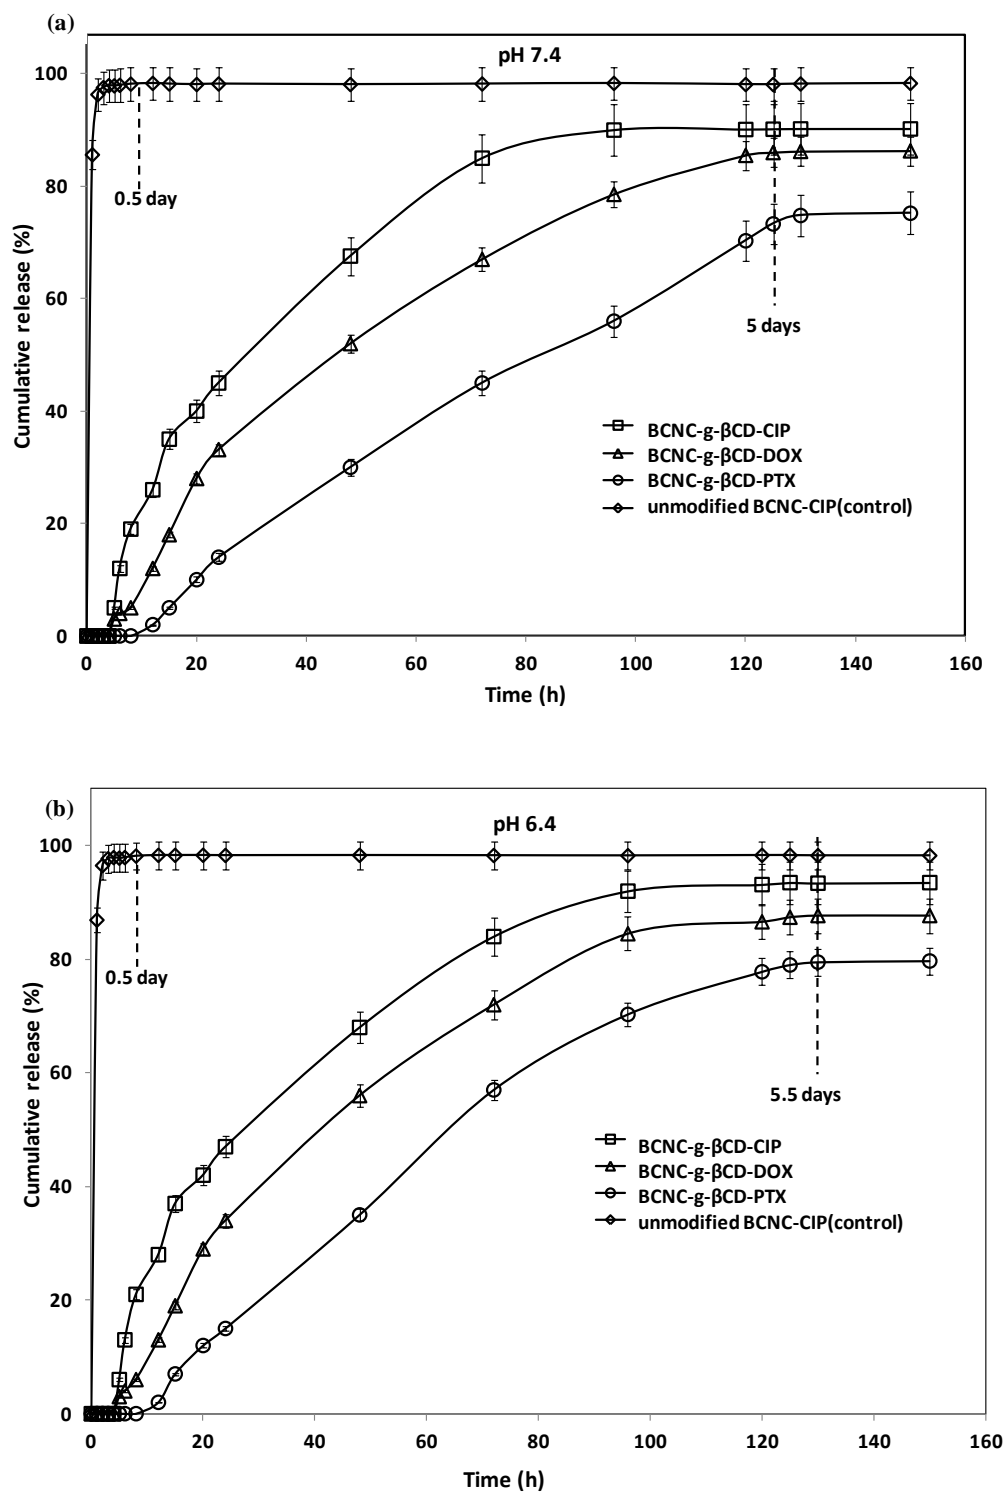 (a)
pH 7.4
100
80
60
40
20
0
Cumulative release (%)
0.5 day
5 days
BCNC-g-βCD-CIP
BCNC-g-βCD-DOX
BCNC-g-βCD-PTX
unmodified BCNC-CIP(control)
0 20 40 60 80 100 120 140 160
Time (h)
(b)
pH 6.4
100
80
60
40
20
0
Cumulative release (%)
0.5 day
5.5 days
BCNC-g-βCD-CIP
BCNC-g-βCD-DOX
BCNC-g-βCD-PTX
unmodified BCNC-CIP(control)
0 20 40 60 80 100 120 140 160
Time (h)